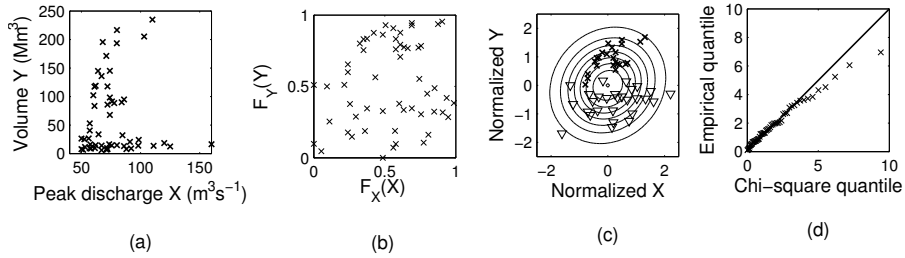 Volume Y (Mm³)
250
200
150
100
50
0
50
100
150
Peak discharge X (m³s⁻¹)
(a)
F_Y(Y)
1
0.5
0
0
0.5
1
F_X(X)
(b)
Normalized Y
2
1
0
−1
−2
−2
0
2
Normalized X
(c)
Empirical quantile
10
8
6
4
2
0
0
5
10
Chi−square quantile
(d)